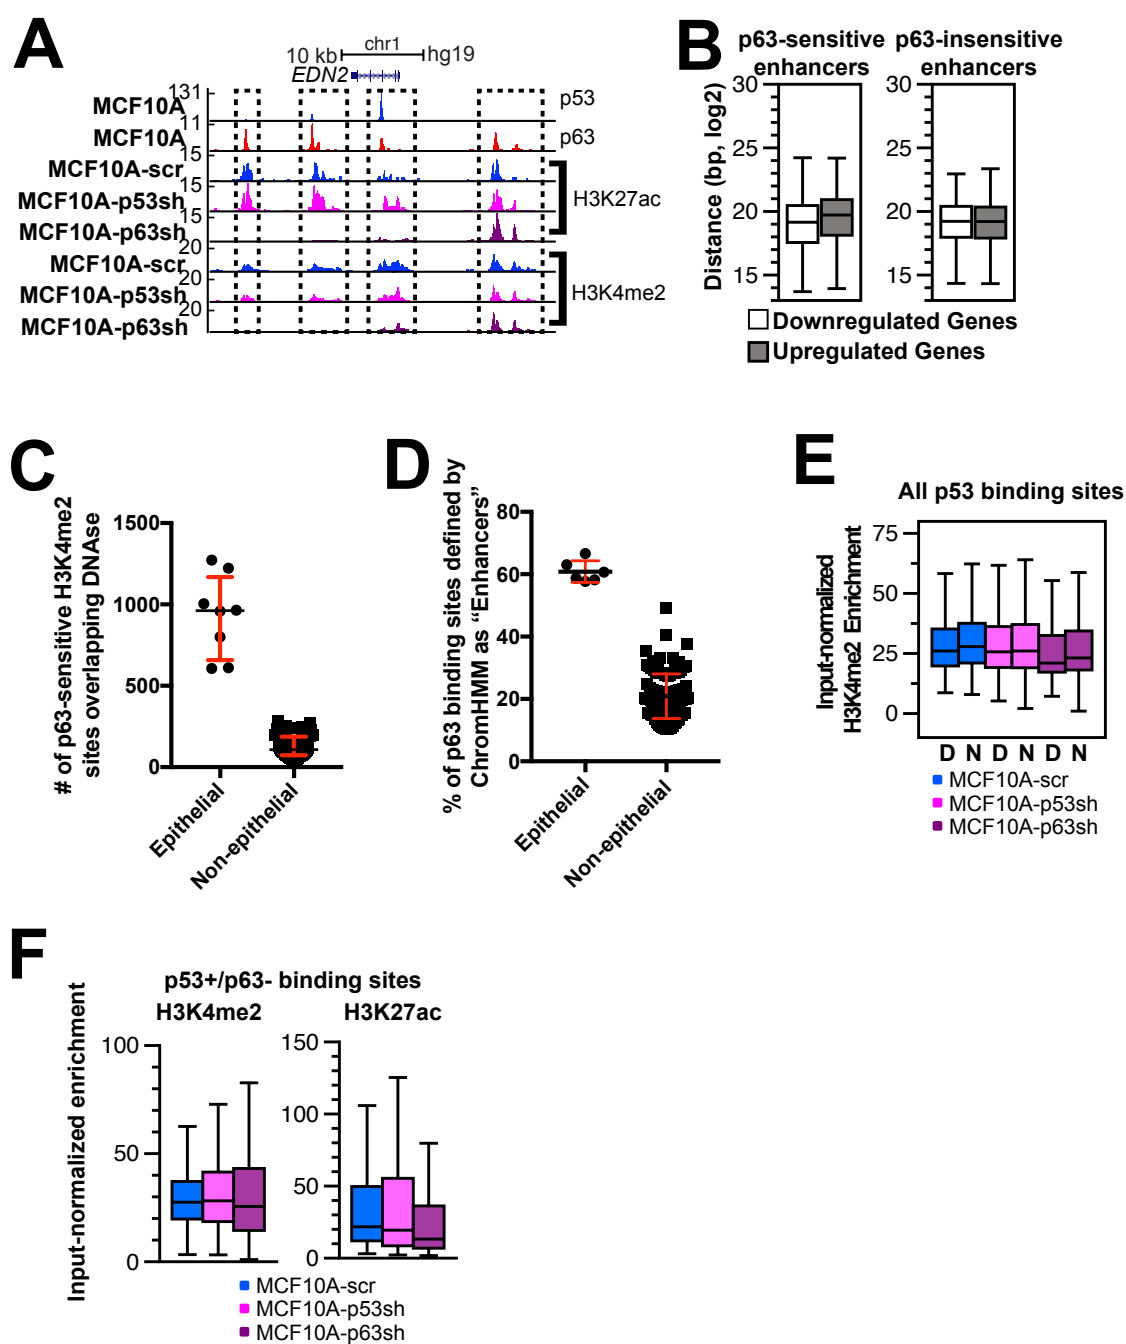 A
chr1
10 kb
hg19
EDN2
131
MCF10A
p53
11
MCF10A
p63
15
MCF10A-scr
15
MCF10A-p53sh
H3K27ac
15
MCF10A-p63sh
20
MCF10A-scr
20
MCF10A-p53sh
H3K4me2
20
MCF10A-p63sh
B
p63-sensitive
enhancers
p63-insensitive
enhancers
Distance (bp, log2)
30
25
20
15
30
25
20
15
Downregulated Genes
Upregulated Genes
C
# of p63-sensitive H3K4me2
sites overlapping DNAse
1500
1000
500
0
Epithelial
Non-epithelial
D
% of p63 binding sites defined by
ChromHMM as “Enhancers”
80
60
40
20
0
Epithelial
Non-epithelial
E
All p53 binding sites
Input-normalized
H3K4me2 Enrichment
75
50
25
0
D N D N D N
MCF10A-scr
MCF10A-p53sh
MCF10A-p63sh
F
p53+/p63- binding sites
H3K4me2
H3K27ac
Input-normalized enrichment
100
50
0
150
100
50
0
MCF10A-scr
MCF10A-p53sh
MCF10A-p63sh